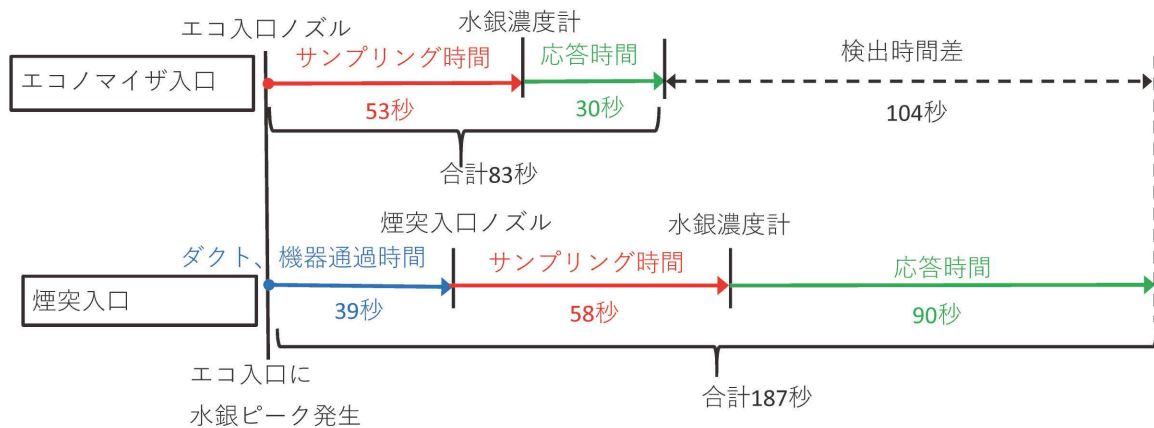 エコ入口ノズル
水銀濃度計
サンプリング時間
応答時間
検出時間差
エコノマイザ入口
53秒
30秒
104秒
合計83秒
煙突入口ノズル
水銀濃度計
ダクト、機器通過時間
サンプリング時間
応答時間
煙突入口
39秒
58秒
90秒
エコ入口に
水銀ピーク発生
合計187秒